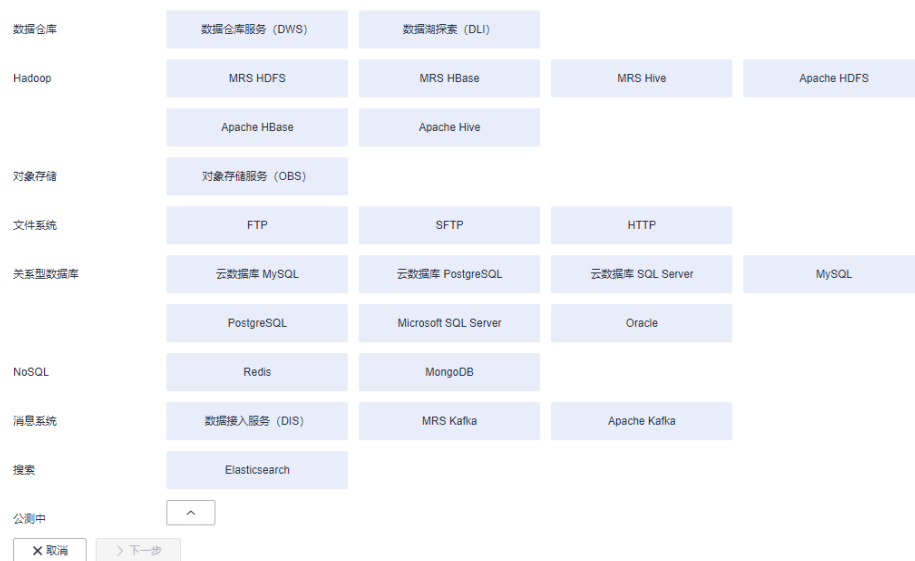 数据仓库 数据仓库服务（DWS） 数据湖探索（DLI）
Hadoop MRS HDFS MRS HBase MRS Hive Apache HDFS
Apache HBase Apache Hive
对象存储 对象存储服务（OBS）
文件系统 FTP SFTP HTTP
关系型数据库 云数据库 MySQL 云数据库 PostgreSQL 云数据库 SQL Server MySQL
PostgreSQL Microsoft SQL Server Oracle
NoSQL Redis MongoDB
消息系统 数据接入服务（DIS） MRS Kafka Apache Kafka
搜索 Elasticsearch
公测中
取消 下一步